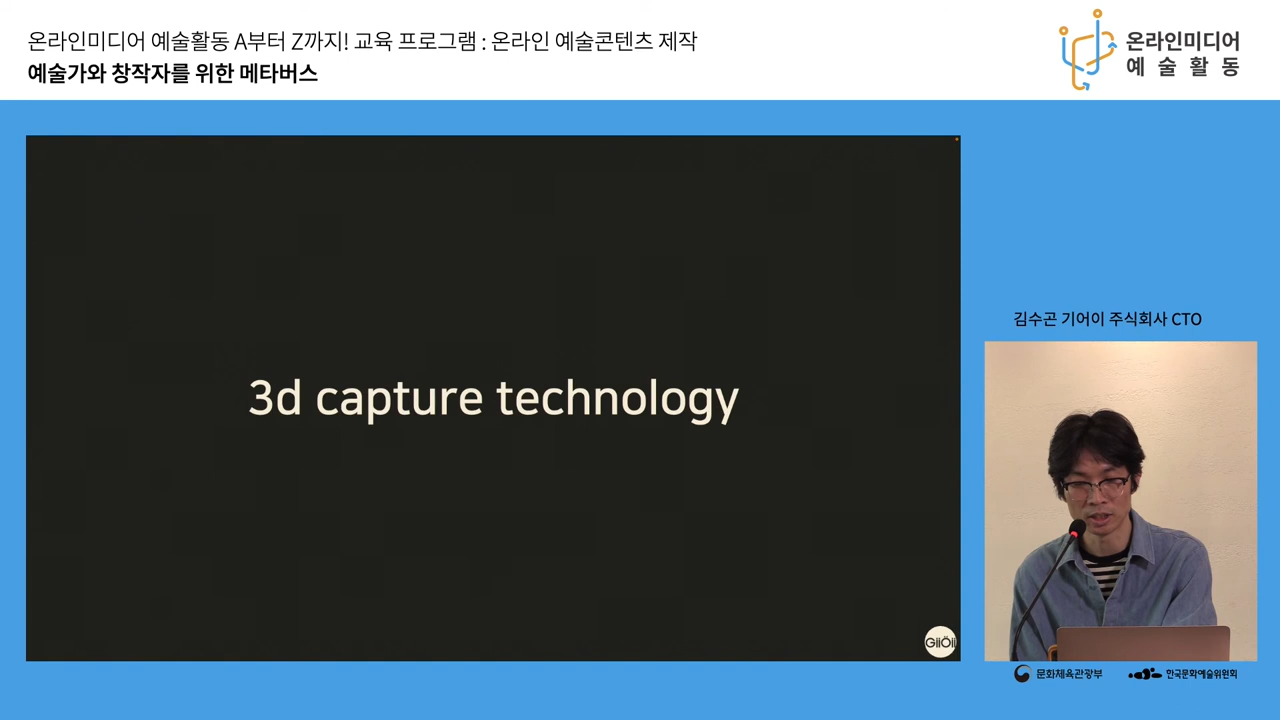 온라인미디어 예술활동 A부터 Z까지! 교육 프로그램 : 온라인 예술콘텐츠 제작
예술가와 창작자를 위한 메타버스
온라인미디어
예술활동
3d capture technology
김수곤 기어이 주식회사 CTO
GiiÖii
문화체육관광부
한국문화예술위원회